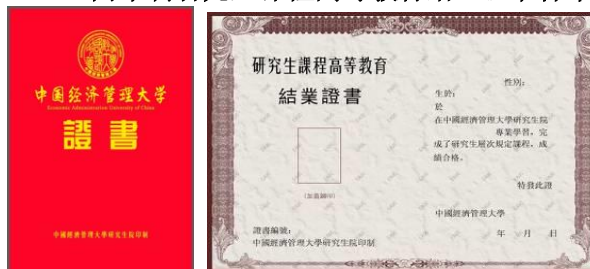 中国经济管理大学
Economic Administration University of China
證書
中國經濟管理大學研究生院印制
研究生課程高等教育
結業證書
(加蓋鋼印)
證書編號：
中國經濟管理大學研究生院印制
性别：
生於：
於
在中國經濟管理大學研究生院
專業學習，完
成了研究生層次規定課程，成
績合格。
特發此證
中國經濟管理大學
年 月 日